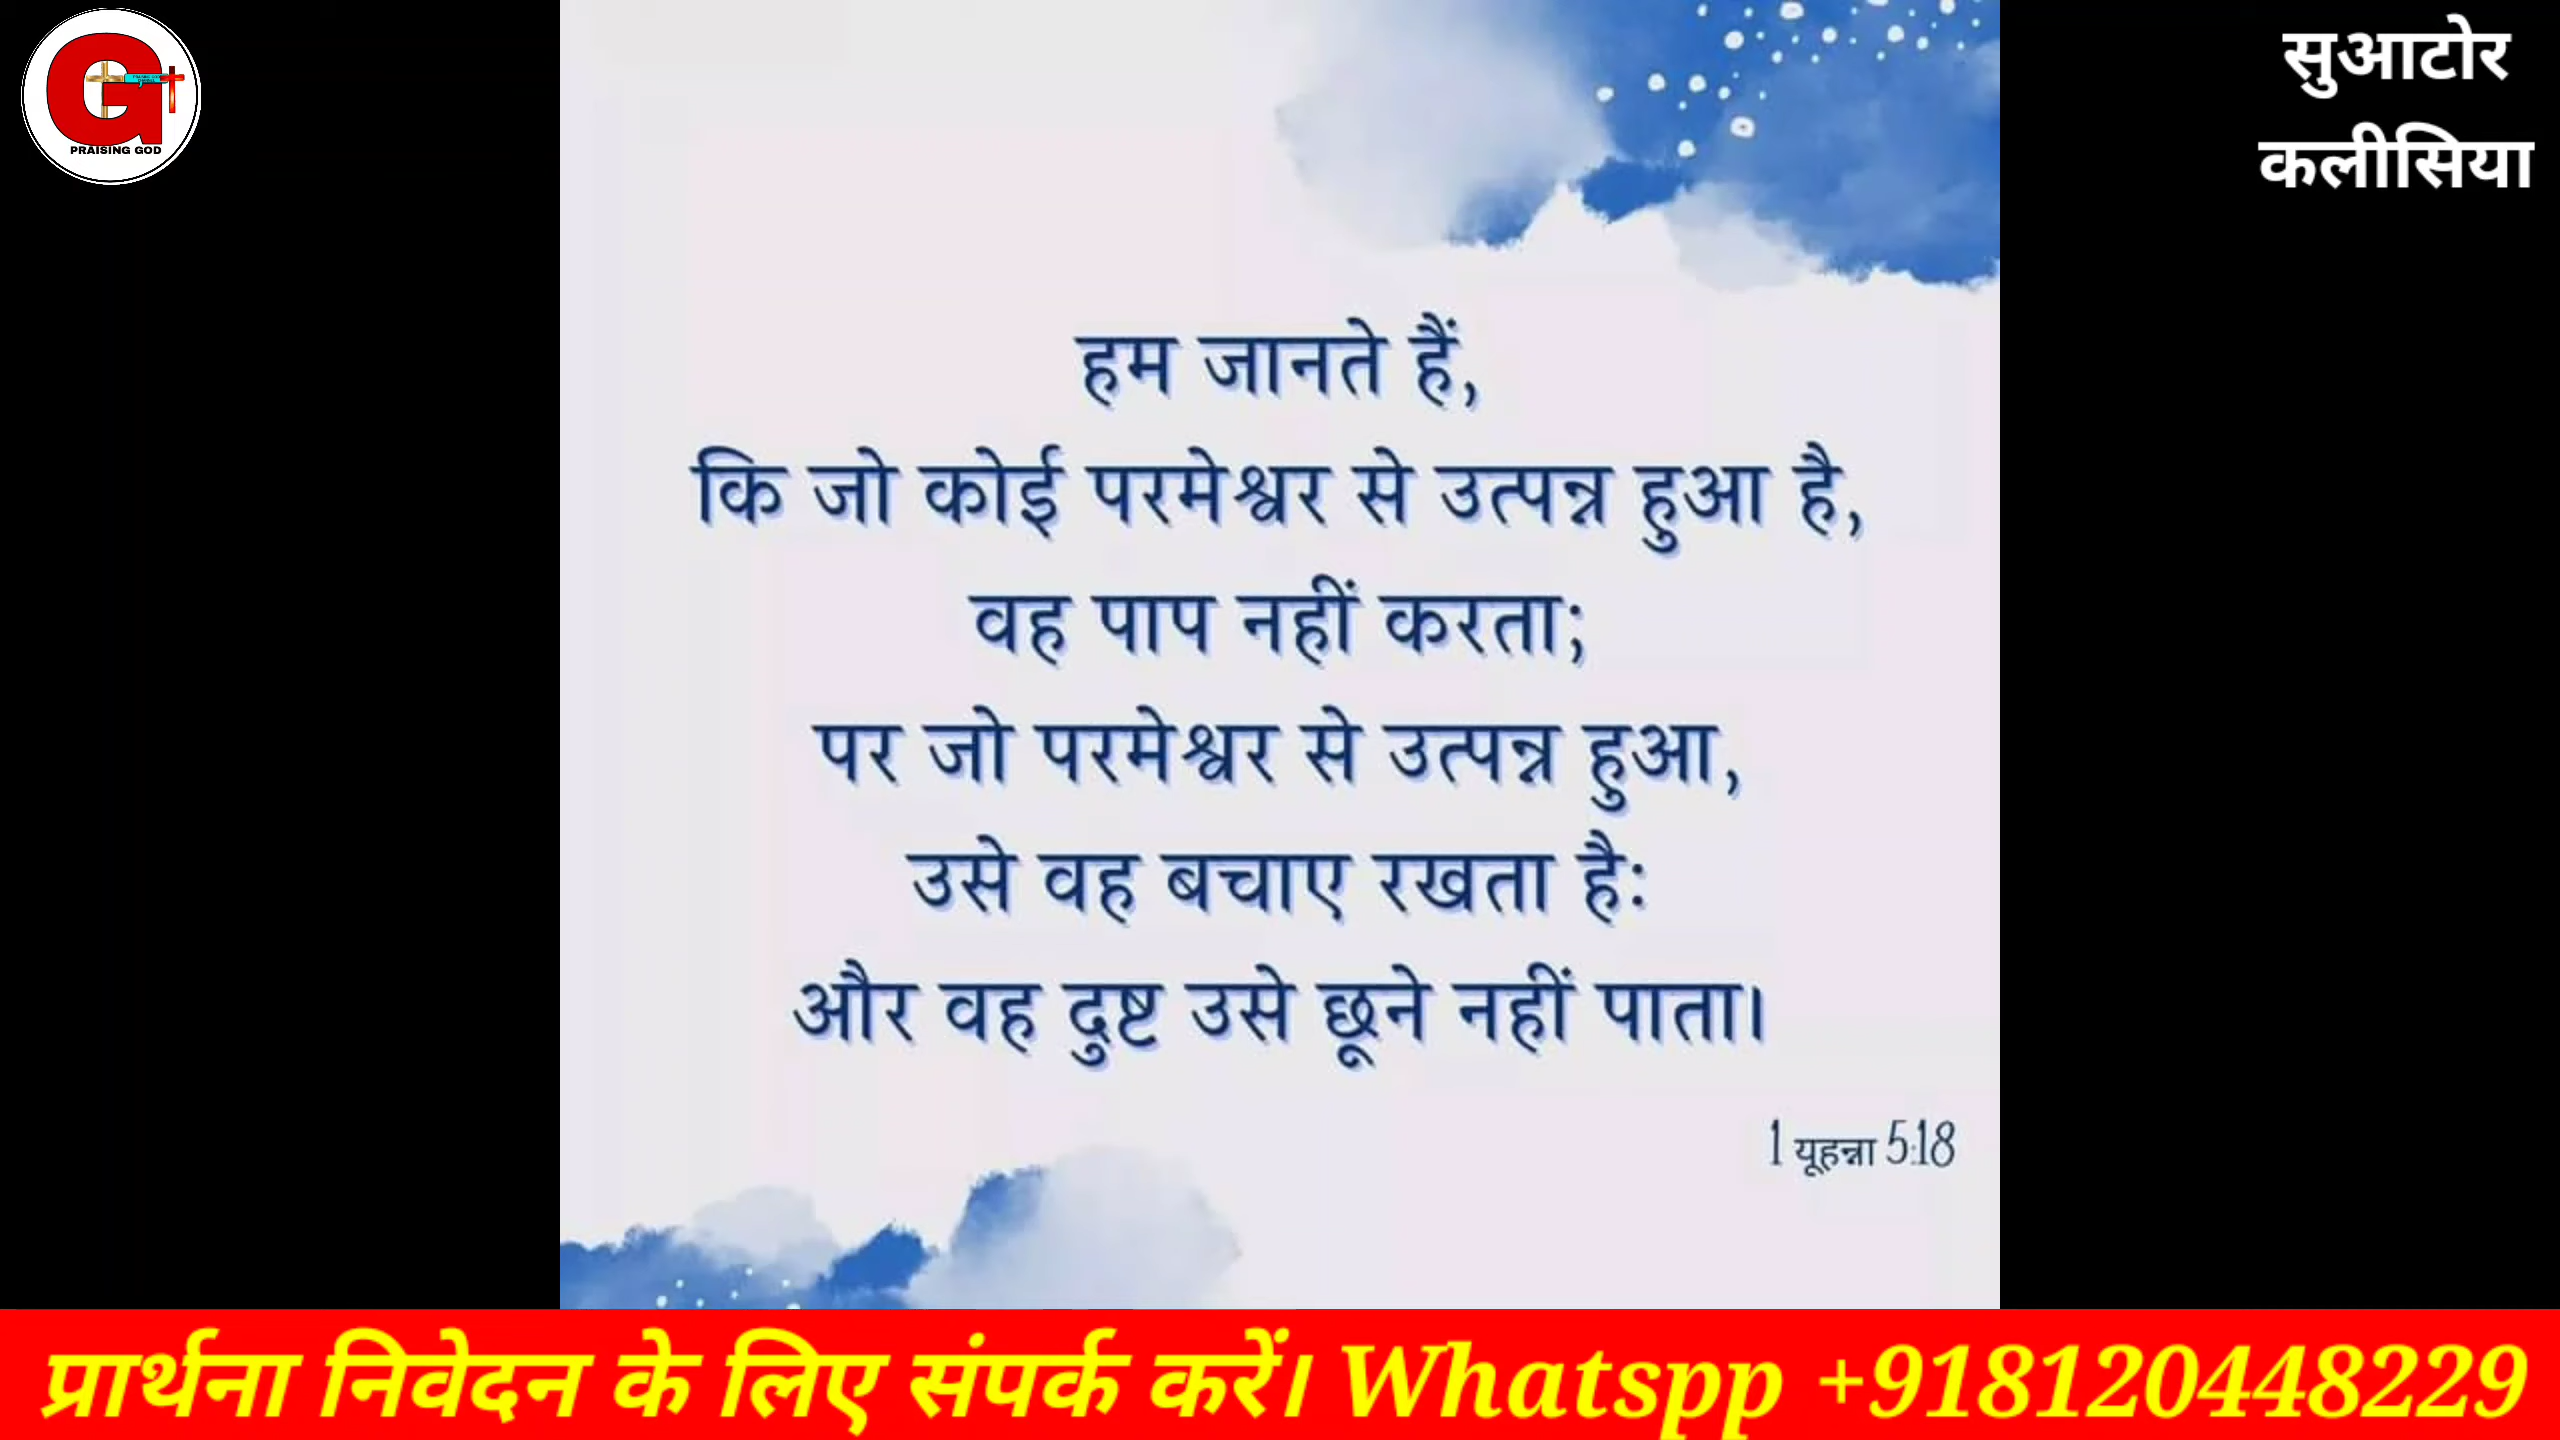 PRAISING GOD
सुआटोर
कलीसिया
हम जानते हैं,
कि जो कोई परमेश्वर से उत्पन्न हुआ है,
वह पाप नहीं करता;
पर जो परमेश्वर से उत्पन्न हुआ,
उसे वह बचाए रखता है:
और वह दुष्ट उसे छूने नहीं पाता।
1 यूहन्ना 5:18
प्रार्थना निवेदन के लिए संपर्क करें। Whatspp +918120448229